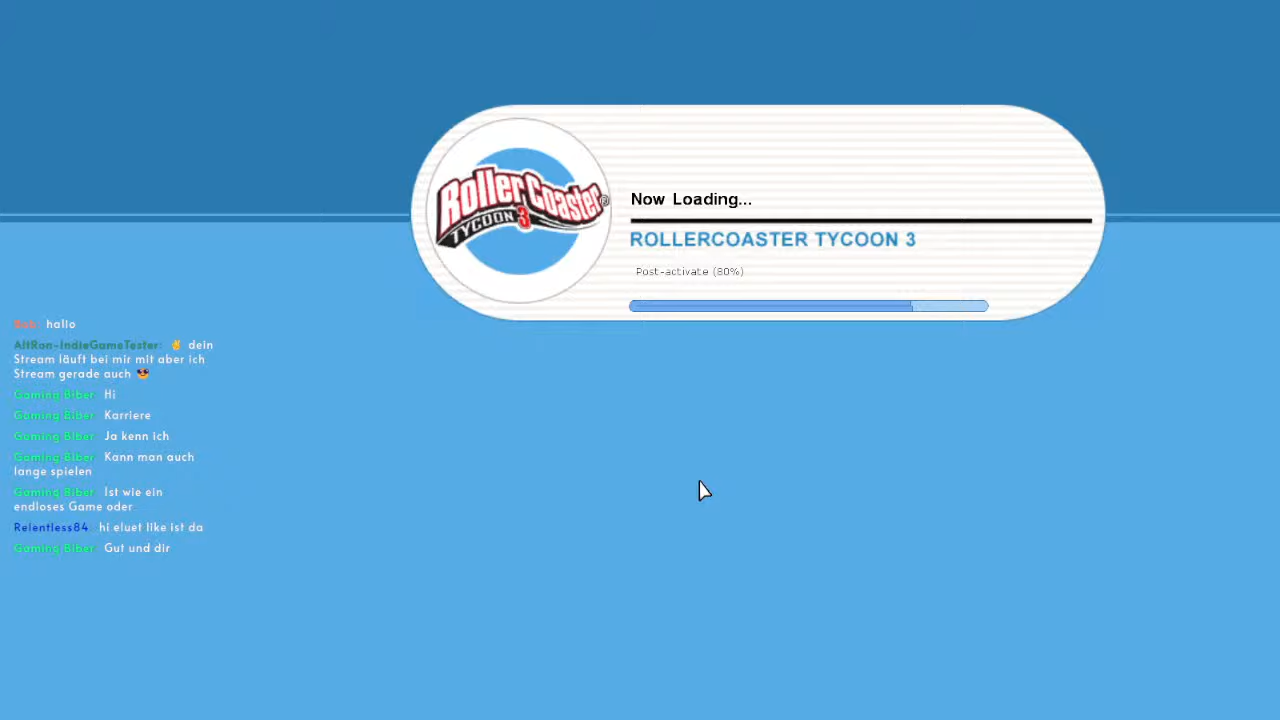 RollerCoaster®
TYCOON 3
Now Loading...
ROLLERCOASTER TYCOON 3
Post-activate (80%)
Rob: hallo
AltRon-IndieGameTester: ✌ dein
Stream läuft bei mir mit aber ich
Stream gerade auch 😎
Gaming Biber: Hi
Gaming Biber: Karriere
Gaming Biber: Ja kenn ich
Gaming Biber: Kann man auch
lange spielen
Gaming Biber: Ist wie ein
endloses Game oder
Relentless84: hi eluet like ist da
Gaming Biber: Gut und dir